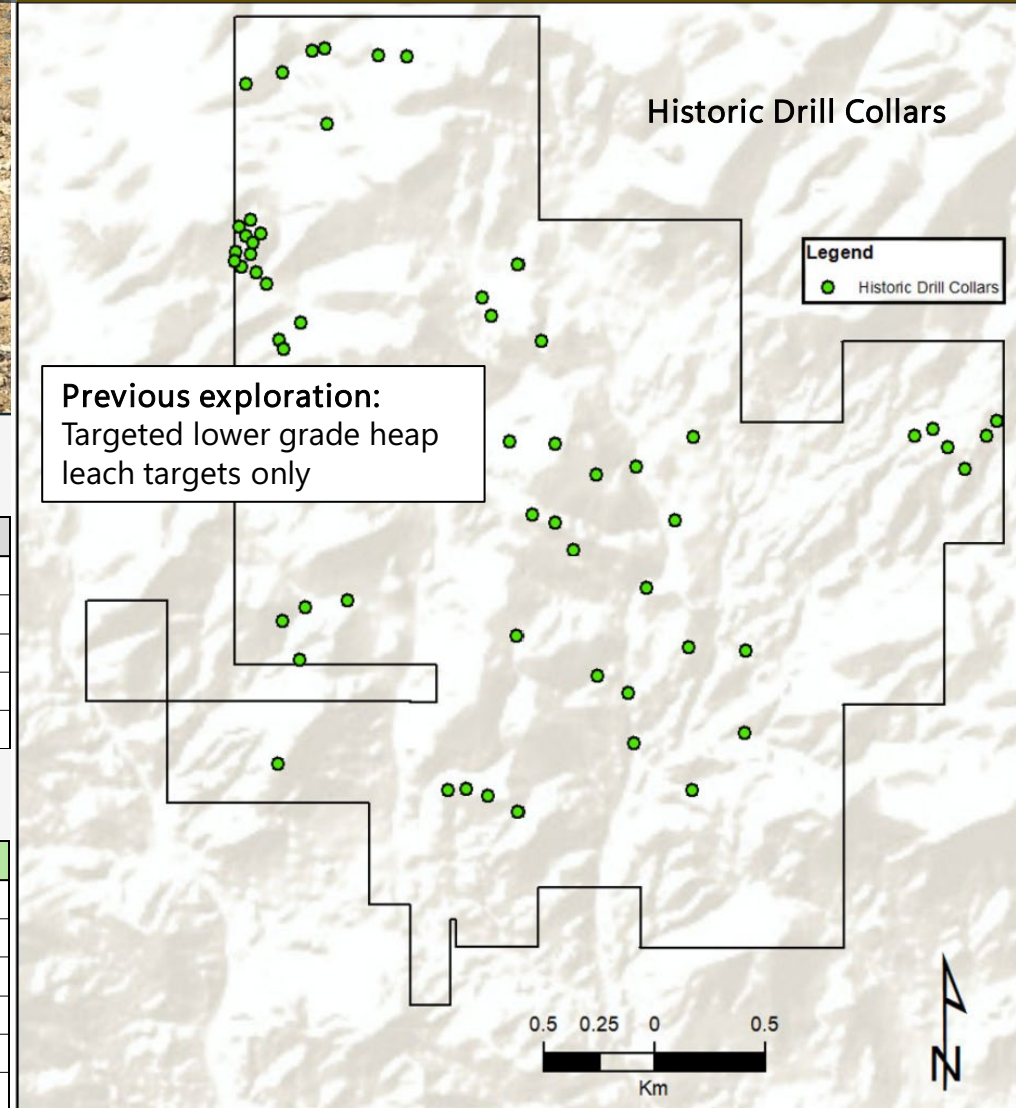 Historic Drill Collars
Legend
Historic Drill Collars
Previous exploration:
Targeted lower grade heap
leach targets only
0.5 0.25 0 0.5
Km
N